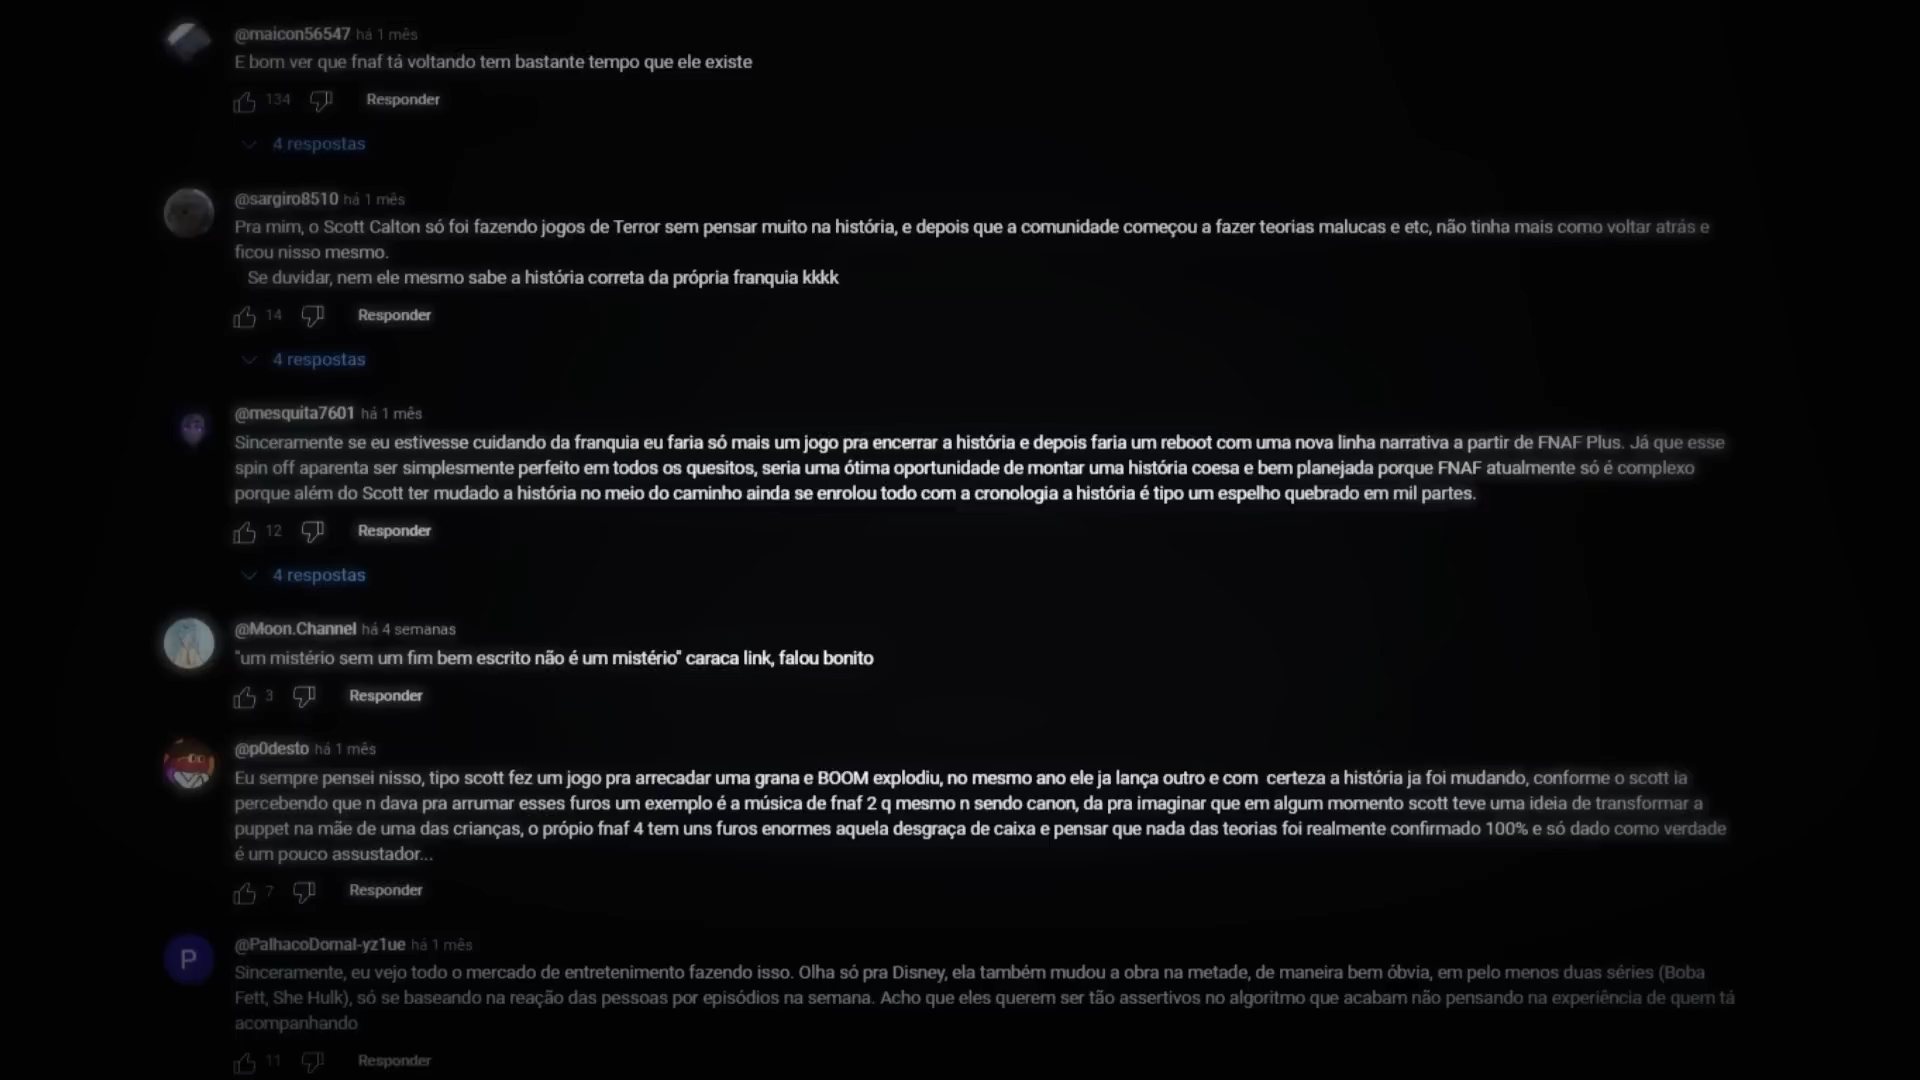 @maicon56547 há 1 mês
E bom ver que fnaf tá voltando tem bastante tempo que ele existe
134 Responder
4 respostas
@sargiro8510 há 1 mês
Pra mim, o Scott Calton só foi fazendo jogos de Terror sem pensar muito na história, e depois que a comunidade começou a fazer teorias malucas e etc, não tinha mais como voltar atrás e
ficou nisso mesmo.
Se duvidar, nem ele mesmo sabe a história correta da própria franquia kkkk
14 Responder
4 respostas
@mesquita7601 há 1 mês
Sinceramente se eu estivesse cuidando da franquia eu faria só mais um jogo pra encerrar a história e depois faria um reboot com uma nova linha narrativa a partir de FNAF Plus. Já que esse
spin off aparenta ser simplesmente perfeito em todos os quesitos, seria uma ótima oportunidade de montar uma história coesa e bem planejada porque FNAF atualmente só é complexo
porque além do Scott ter mudado a história no meio do caminho ainda se enrolou todo com a cronologia a história é tipo um espelho quebrado em mil partes.
12 Responder
4 respostas
@Moon.Channel há 4 semanas
"um mistério sem um fim bem escrito não é um mistério" caraca link, falou bonito
3 Responder
@p0desto há 1 mês
Eu sempre pensei nisso, tipo scott fez um jogo pra arrecadar uma grana e BOOM explodiu, no mesmo ano ele ja lança outro e com certeza a história ja foi mudando, conforme o scott ia
percebendo que n dava pra arrumar esses furos um exemplo é a música de fnaf 2 q mesmo n sendo canon, da pra imaginar que em algum momento scott teve uma ideia de transformar a
puppet na mãe de uma das crianças, o própio fnaf 4 tem uns furos enormes aquela desgraça de caixa e pensar que nada das teorias foi realmente confirmado 100% e só dado como verdade
é um pouco assustador...
7 Responder
P
@PalhacoDomal-yz1ue há 1 mês
Sinceramente, eu vejo todo o mercado de entretenimento fazendo isso. Olha só pra Disney, ela também mudou a obra na metade, de maneira bem óbvia, em pelo menos duas séries (Boba
Fett, She Hulk), só se baseando na reação das pessoas por episódios na semana. Acho que eles querem ser tão assertivos no algoritmo que acabam não pensando na experiência de quem tá
acompanhando
11 Responder